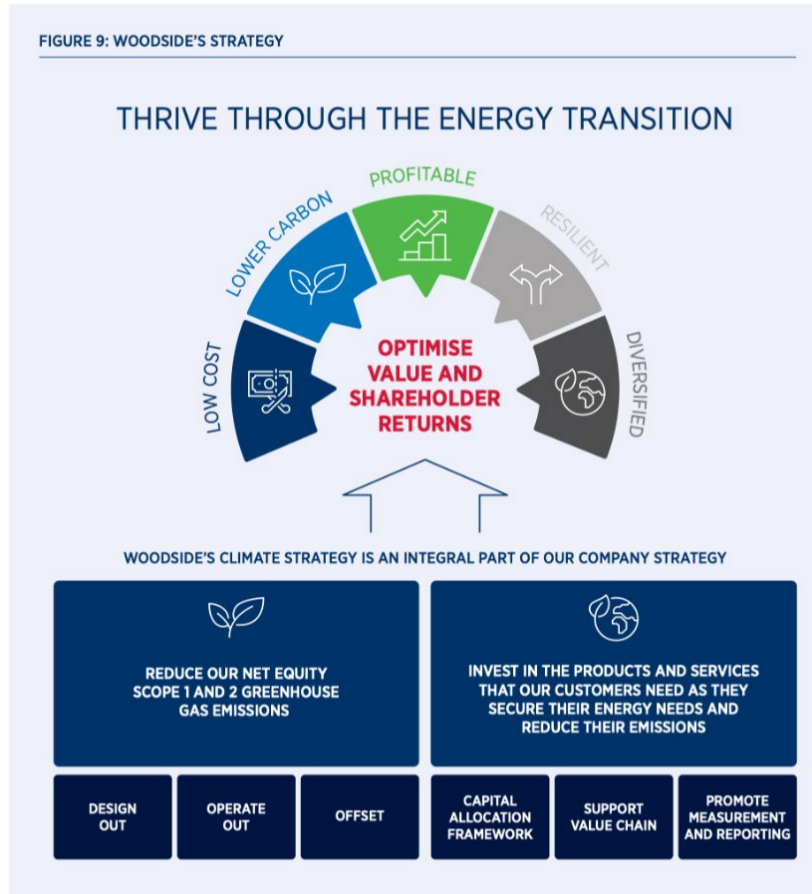 FIGURE 9: WOODSIDE'S STRATEGY
THRIVE THROUGH THE ENERGY TRANSITION
LOW COST
LOWER CARBON
PROFITABLE
RESILIENT
DIVERSIFIED
OPTIMISE
VALUE AND
SHAREHOLDER
RETURNS
WOODSIDE'S CLIMATE STRATEGY IS AN INTEGRAL PART OF OUR COMPANY STRATEGY
REDUCE OUR NET EQUITY
SCOPE 1 AND 2 GREENHOUSE
GAS EMISSIONS
INVEST IN THE PRODUCTS AND SERVICES
THAT OUR CUSTOMERS NEED AS THEY
SECURE THEIR ENERGY NEEDS AND
REDUCE THEIR EMISSIONS
DESIGN
OUT
OPERATE
OUT
OFFSET
CAPITAL
ALLOCATION
FRAMEWORK
SUPPORT
VALUE CHAIN
PROMOTE
MEASUREMENT
AND REPORTING